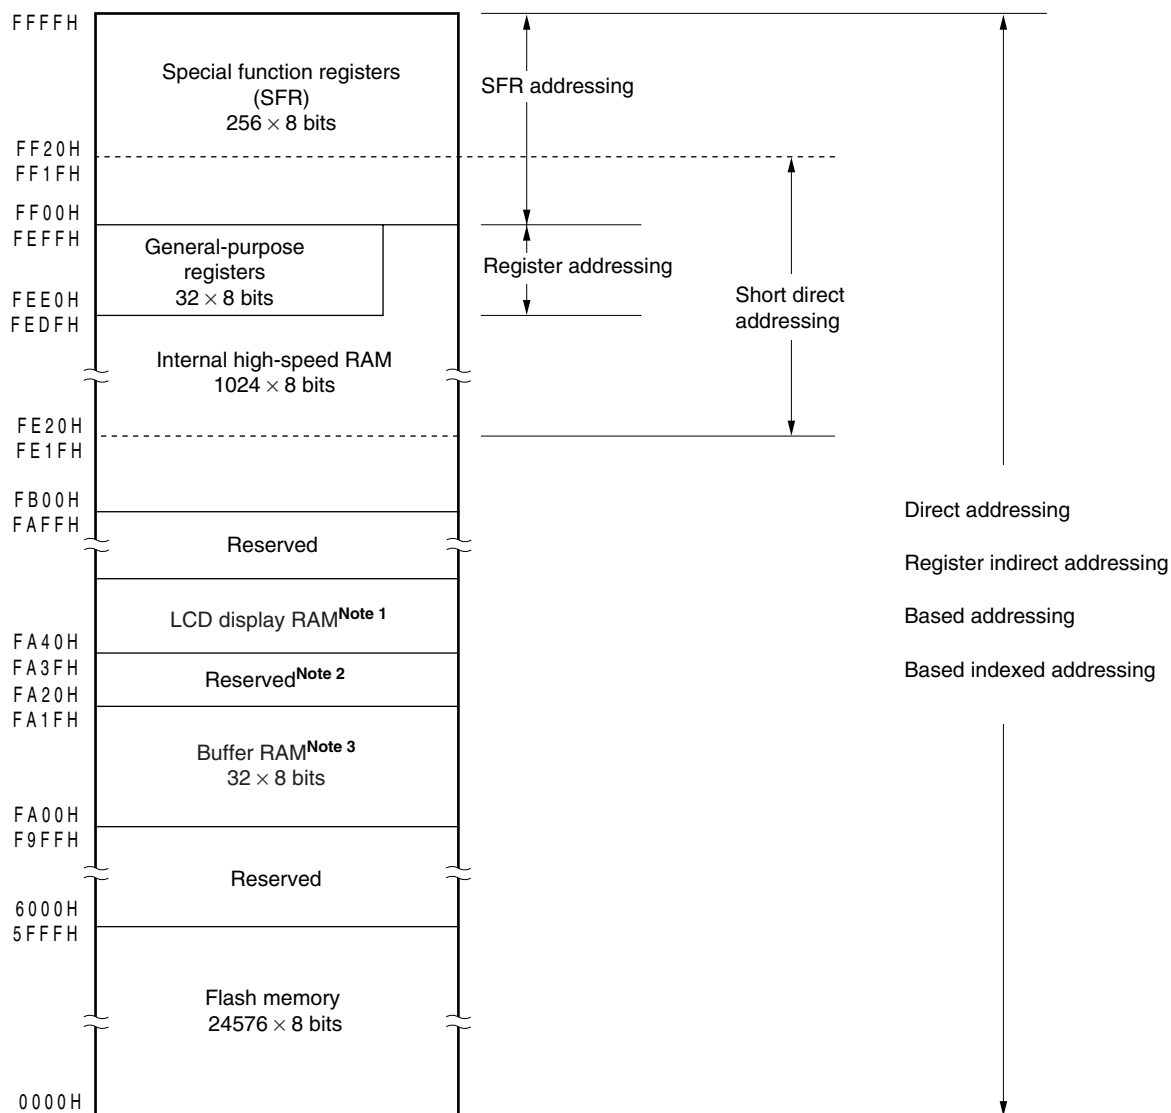 FFFFH
Special function registers
(SFR)
256 × 8 bits
SFR addressing
FF20H
FF1FH
FF00H
FEFFH
General-purpose
registers
32 × 8 bits
Register addressing
Short direct
addressing
FEE0H
FEDFH
Internal high-speed RAM
1024 × 8 bits
FE20H
FE1FH
FB00H
FAFFH
Reserved
Direct addressing
Register indirect addressing
Based addressing
Based indexed addressing
LCD display RAMNote 1
FA40H
FA3FH
ReservedNote 2
FA20H
FA1FH
Buffer RAMNote 3
32 × 8 bits
FA00H
F9FFH
Reserved
6000H
5FFFH
Flash memory
24576 × 8 bits
0000H